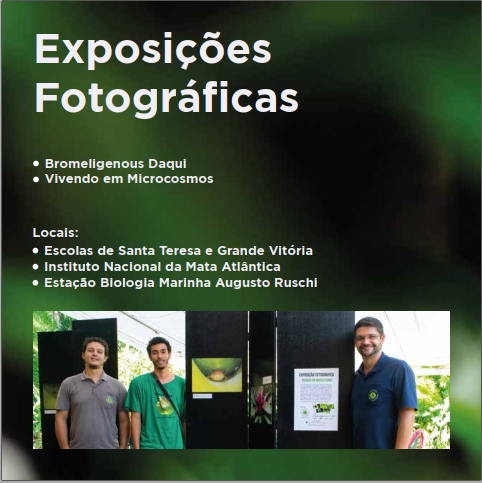 Exposições
Fotográficas
• Bromeligenous Daqui
• Vivendo em Microcosmos
Locais:
• Escolas de Santa Teresa e Grande Vitória
• Instituto Nacional da Mata Atlântica
• Estação Biologia Marinha Augusto Ruschi
EXPOSIÇÃO FOTOGRÁFICA